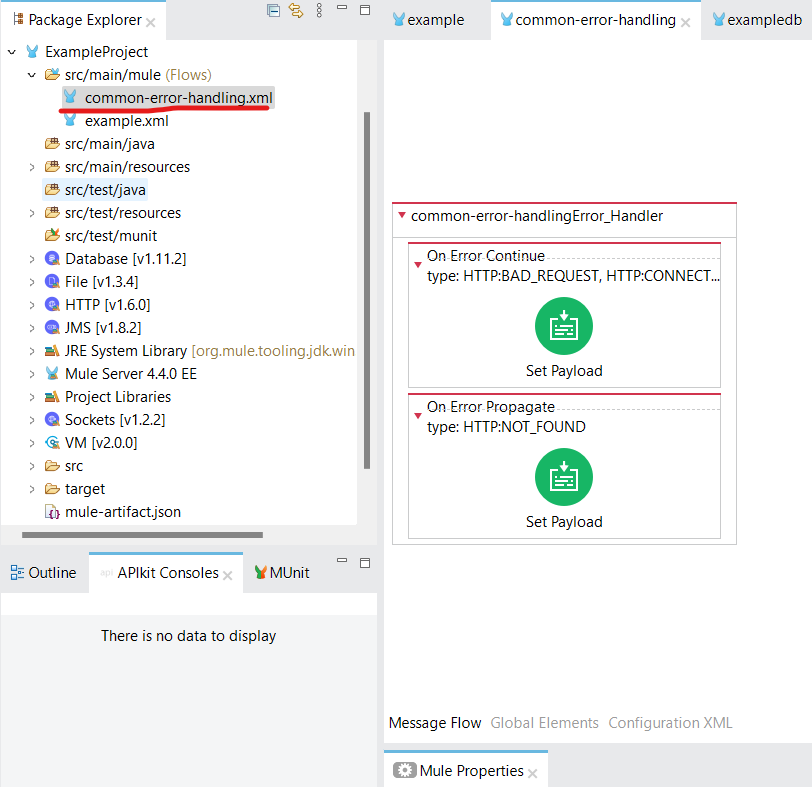 Package Explorer
ExampleProject
src/main/mule (Flows)
common-error-handling.xml
example.xml
src/main/java
src/main/resources
src/test/java
src/test/resources
src/test/munit
Database [v1.11.2]
File [v1.3.4]
HTTP [v1.6.0]
JMS [v1.8.2]
JRE System Library [org.mule.tooling.jdk.win
Mule Server 4.4.0 EE
Project Libraries
Sockets [v1.2.2]
VM [v2.0.0]
src
target
mule-artifact.json
Outline
api APIkit Consoles
MUnit
There is no data to display
example
common-error-handling
exampledb
common-error-handlingError_Handler
On Error Continue
type: HTTP:BAD_REQUEST, HTTP:CONNECT...
Set Payload
On Error Propagate
type: HTTP:NOT_FOUND
Set Payload
Message Flow Global Elements Configuration XML
Mule Properties